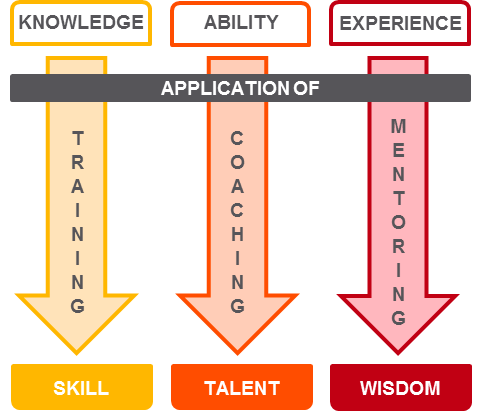 KNOWLEDGE
ABILITY
EXPERIENCE
APPLICATION OF
TRAINING
COACHING
MENTORING
SKILL
TALENT
WISDOM